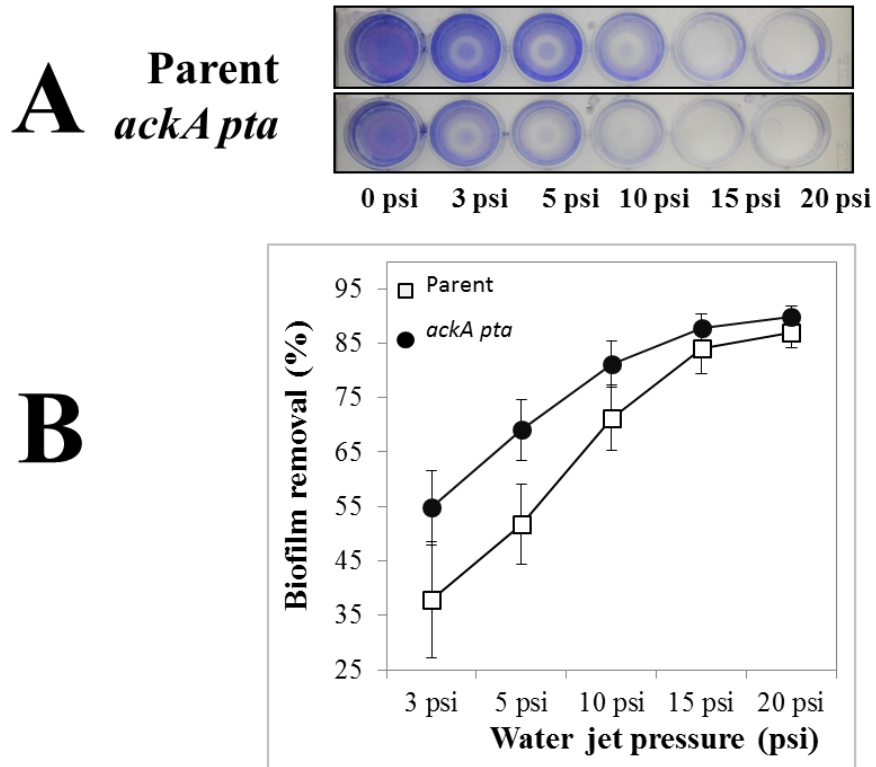 A
Parent
ackA pta
0 psi 3 psi 5 psi 10 psi 15 psi 20 psi
B
Biofilm removal (%)
95
85
75
65
55
45
35
25
Parent
ackA pta
3 psi 5 psi 10 psi 15 psi 20 psi
Water jet pressure (psi)